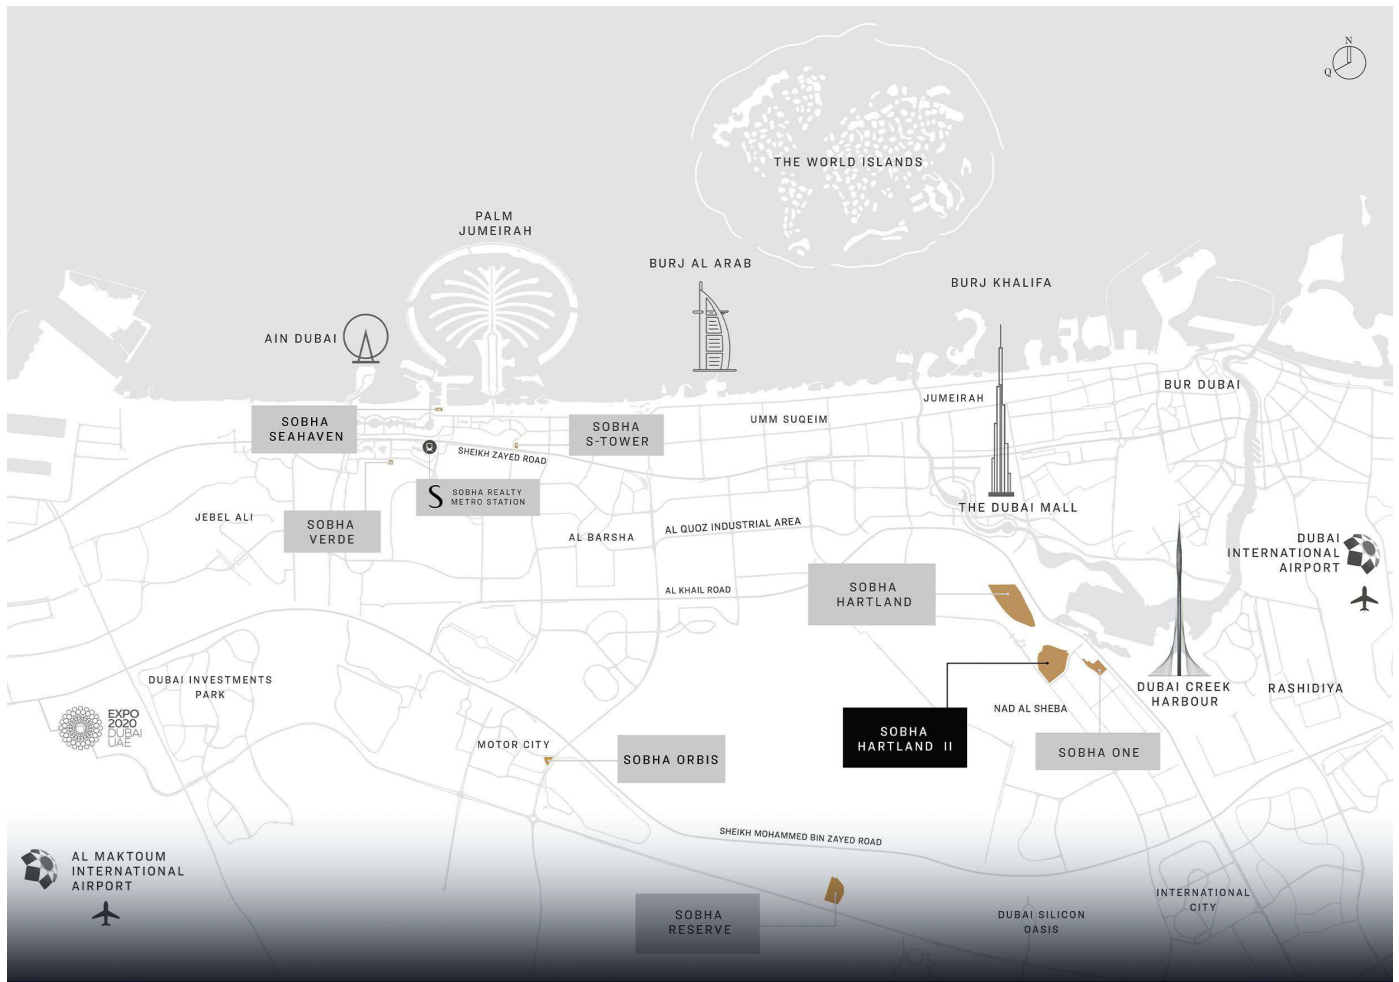 N
Q
THE WORLD ISLANDS
PALM
JUMEIRAH
BURJ AL ARAB
BURJ KHALIFA
AIN DUBAI
BUR DUBAI
JUMEIRAH
SOBHA
SEAHAVEN
SOBHA
S-TOWER
UMM SUQEIM
SHEIKH ZAYED ROAD
S
SOBHA REALTY
METRO STATION
THE DUBAI MALL
JEBEL ALI
SOBHA
VERDE
AL BARSHA
AL QUOZ INDUSTRIAL AREA
DUBAI
INTERNATIONAL
AIRPORT
SOBHA
HARTLAND
AL KHAIL ROAD
DUBAI INVESTMENTS
PARK
DUBAI CREEK
HARBOUR
RASHIDIYA
NAD AL SHEBA
EXPO
2020
DUBAI
UAE
SOBHA
HARTLAND II
MOTOR CITY
SOBHA ORBIS
SOBHA ONE
SHEIKH MOHAMMED BIN ZAYED ROAD
AL MAKTOUM
INTERNATIONAL
AIRPORT
INTERNATIONAL
CITY
SOBHA
RESERVE
DUBAI SILICON
OASIS